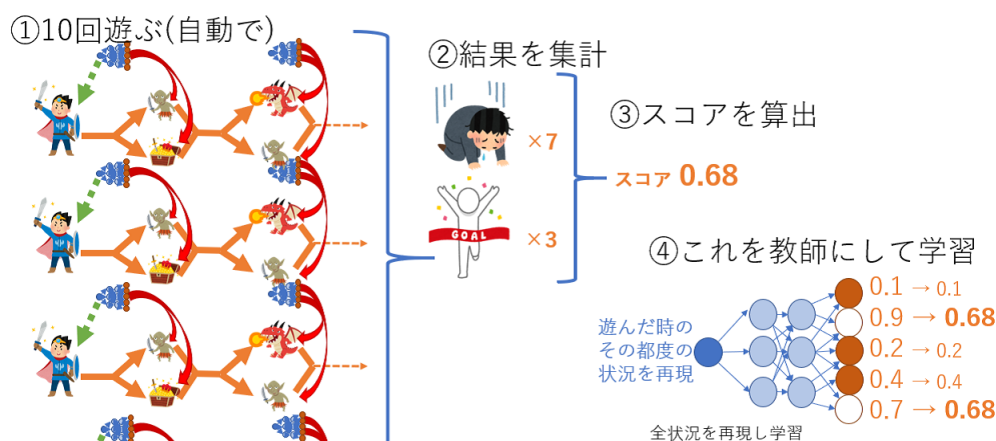 ①10回遊ぶ(自動で)
②結果を集計
×7
GOAL
×3
③スコアを算出
スコア 0.68
④これを教師にして学習
遊んだ時の
その都度の
状況を再現
0.1 → 0.1
0.9 → 0.68
0.2 → 0.2
0.4 → 0.4
0.7 → 0.68
全状況を再現し学習